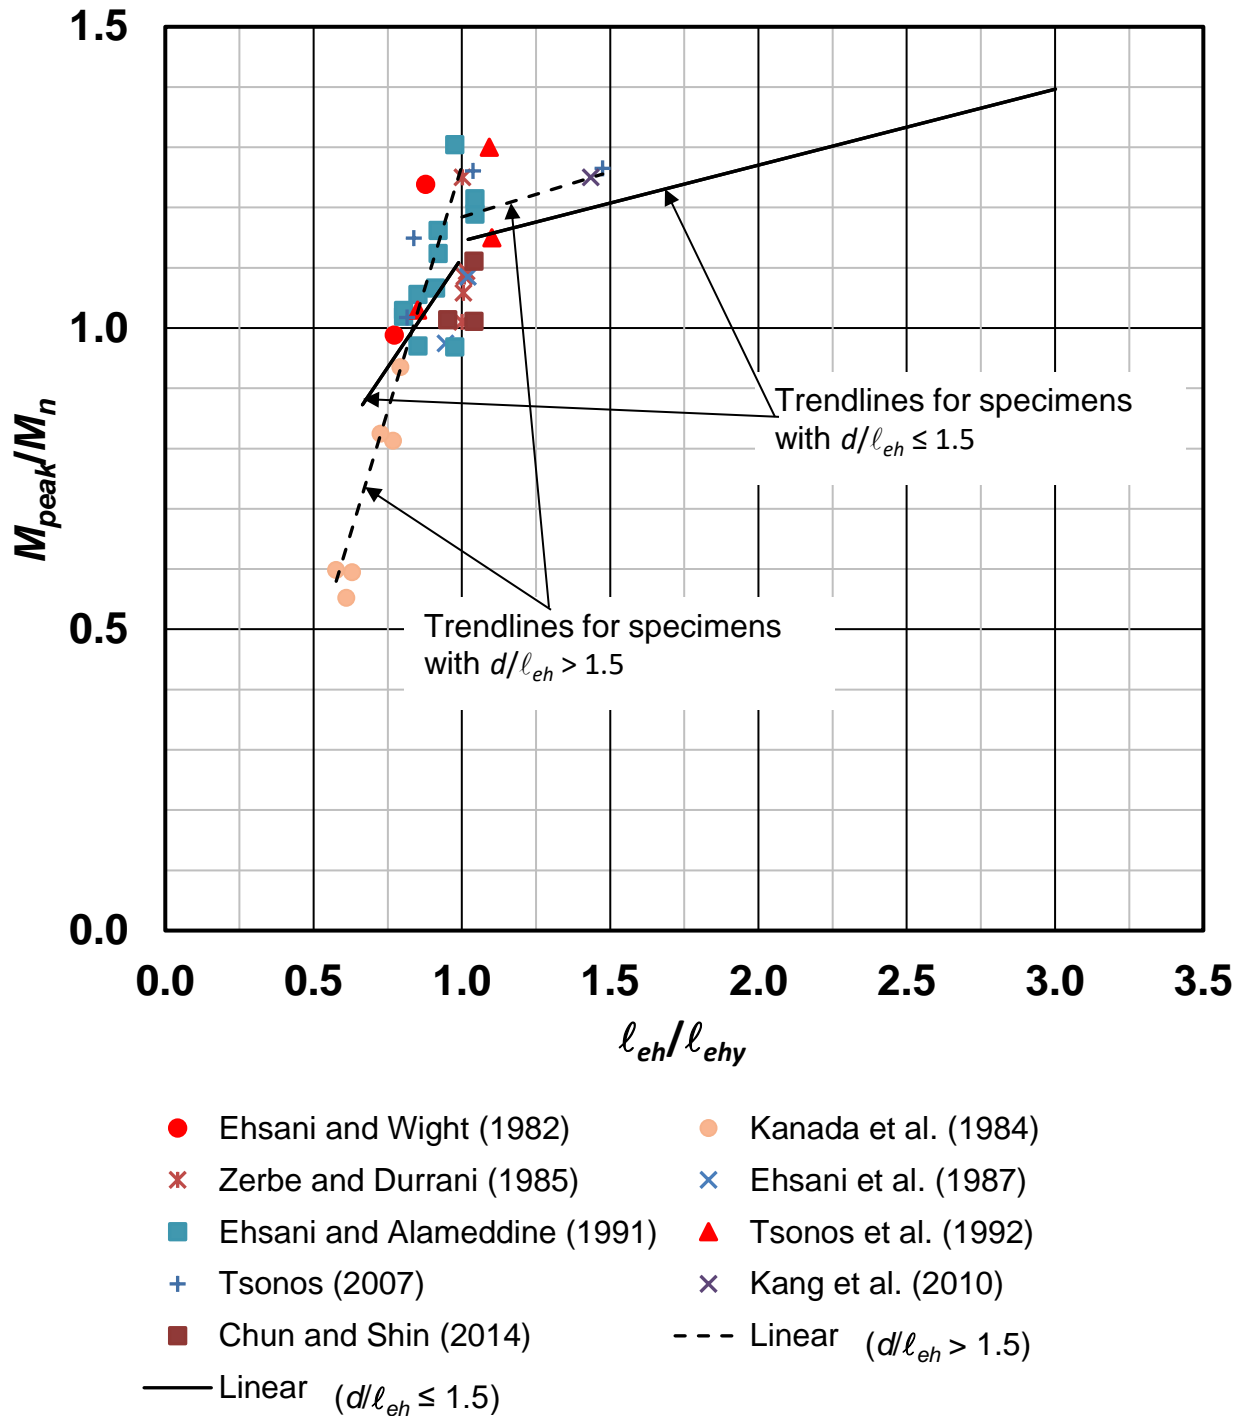 1.5
1.0
0.5
0.0
M_peak/M_n
Trendlines for specimens
with d/ℓ_eh ≤ 1.5
Trendlines for specimens
with d/ℓ_eh > 1.5
0.0 0.5 1.0 1.5 2.0 2.5 3.0 3.5
ℓ_eh/ℓ_ehy
Ehsani and Wight (1982) Kanada et al. (1984)
Zerbe and Durrani (1985) Ehsani et al. (1987)
Ehsani and Alameddine (1991) Tsonos et al. (1992)
Tsonos (2007) Kang et al. (2010)
Chun and Shin (2014) Linear (d/ℓ_eh > 1.5)
Linear (d/ℓ_eh ≤ 1.5)